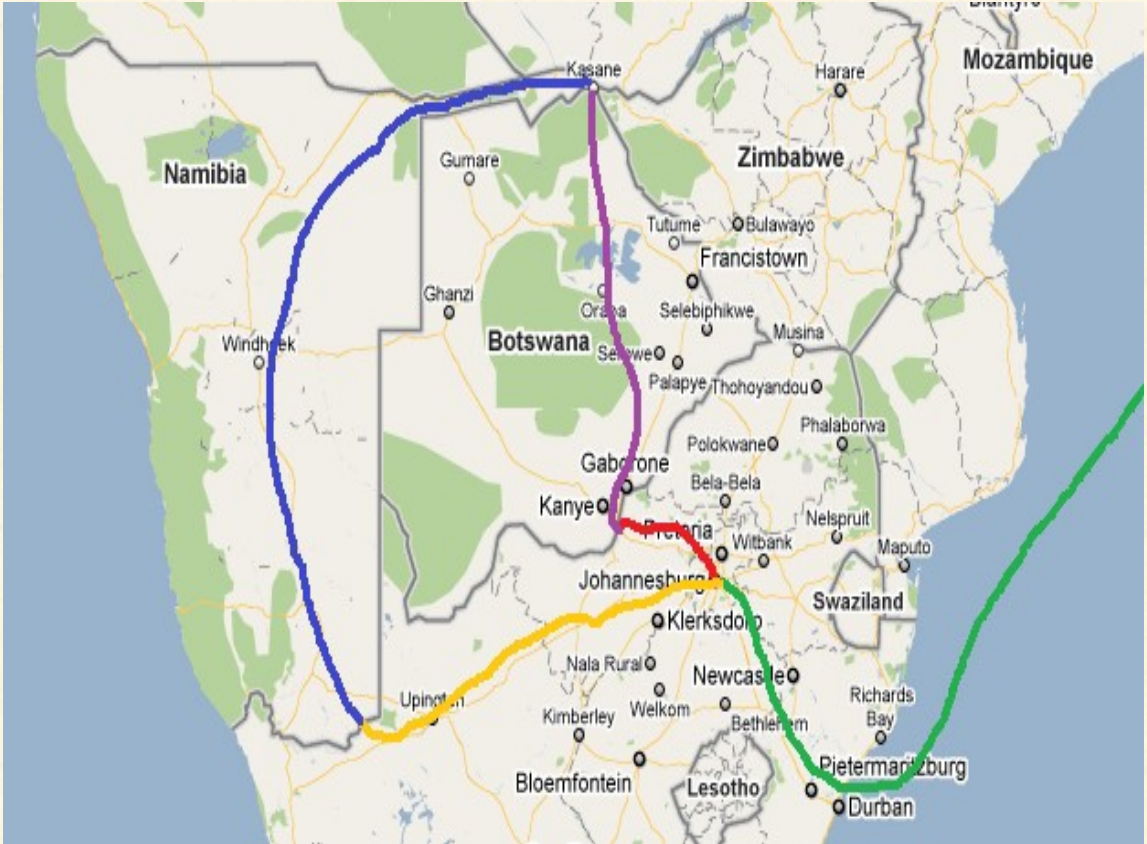 Mozambique
Kasane
Harare
Zimbabwe
Gumare
Namibia
Tutume
Bulawayo
Francistown
Ghanzi
Orapa
Selebiphikwe
Windhoek
Botswana
Musina
Serowe
Palapye
Thohoyandou
Phalaborwa
Polokwane
Gaborone
Bela-Bela
Kanye
Nelspruit
Pretoria
Witbank
Maputo
Johannesburg
Swaziland
Klerksdorp
Nala Rural
Newcastle
Richards
Bay
Upington
Welkom
Kimberley
Bethlehem
Pietermaritzburg
Bloemfontein
Lesotho
Durban